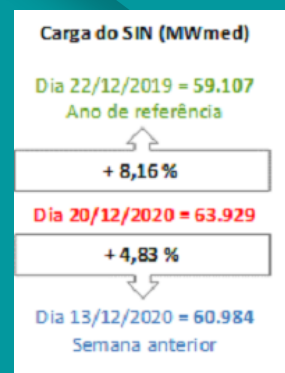 Carga do SIN (MWmed)
Dia 22/12/2019 = 59.107
Ano de referência
+ 8,16 %
Dia 20/12/2020 = 63.929
+ 4,83 %
Dia 13/12/2020 = 60.984
Semana anterior